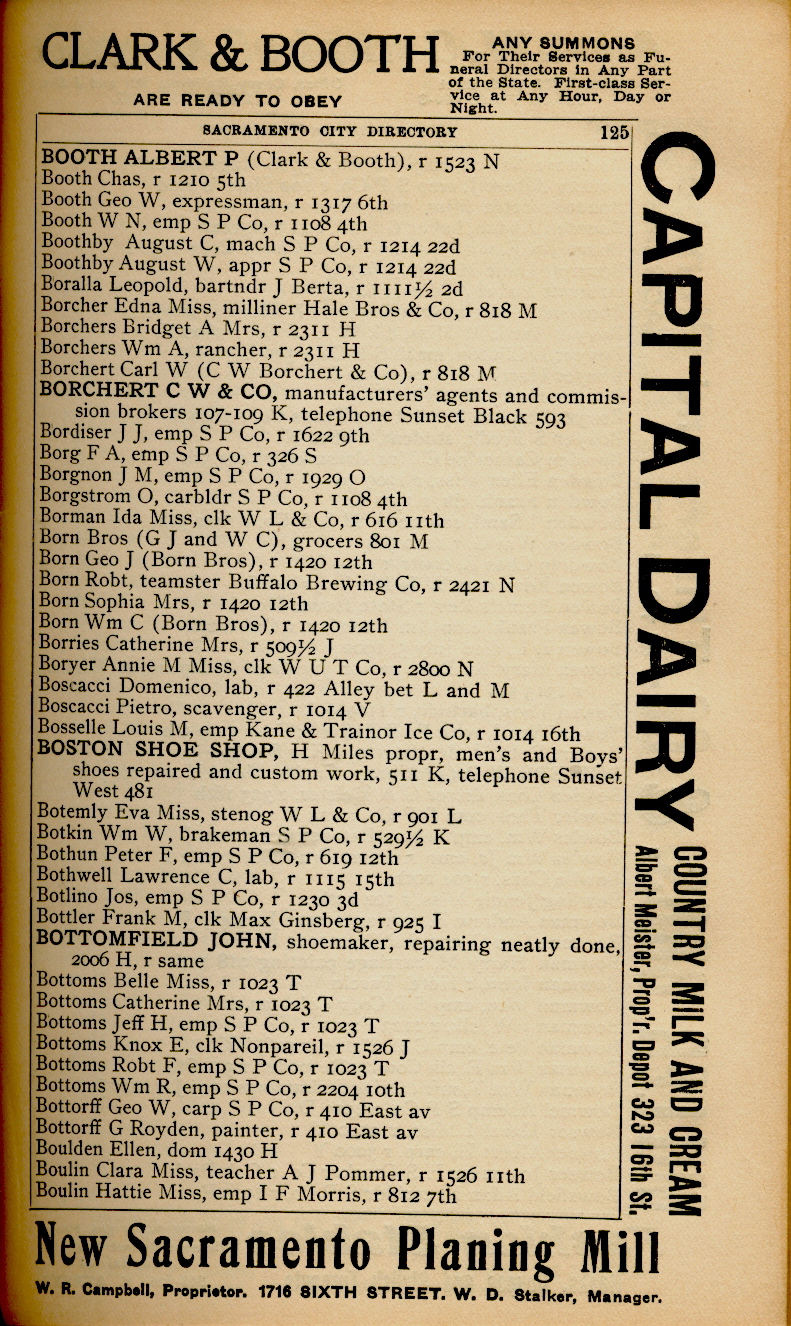 CLARK & BOOTH
ARE READY TO OBEY
ANY SUMMONS
For Their Services as Fu-
neral Directors in Any Part
of the State. First-class Ser-
vice at Any Hour, Day or
Night.
SACRAMENTO CITY DIRECTORY 125
BOOTH ALBERT P (Clark & Booth), r 1523 N
Booth Chas, r 1210 5th
Booth Geo W, expressman, r 1317 6th
Booth W N, emp S P Co, r 1108 4th
Boothby August C, mach S P Co, r 1214 22d
Boothby August W, appr S P Co, r 1214 22d
Boralla Leopold, bartndr J Berta, r 1111½ 2d
Borcher Edna Miss, milliner Hale Bros & Co, r 818 M
Borchers Bridget A Mrs, r 2311 H
Borchers Wm A, rancher, r 2311 H
Borchert Carl W (C W Borchert & Co), r 818 M
BORCHERT C W & CO, manufacturers' agents and commis-
sion brokers 107-109 K, telephone Sunset Black 593
Bordiser J J, emp S P Co, r 1622 9th
Borg F A, emp S P Co, r 326 S
Borgnon J M, emp S P Co, r 1929 O
Borgstrom O, carbldr S P Co, r 1108 4th
Borman Ida Miss, clk W L & Co, r 616 11th
Born Bros (G J and W C), grocers 801 M
Born Geo J (Born Bros), r 1420 12th
Born Robt, teamster Buffalo Brewing Co, r 2421 N
Born Sophia Mrs, r 1420 12th
Born Wm C (Born Bros), r 1420 12th
Borries Catherine Mrs, r 509½ J
Boryer Annie M Miss, clk W U T Co, r 2800 N
Boscacci Domenico, lab, r 422 Alley bet L and M
Boscacci Pietro, scavenger, r 1014 V
Bosselle Louis M, emp Kane & Trainor Ice Co, r 1014 16th
BOSTON SHOE SHOP, H Miles propr, men's and Boys'
shoes repaired and custom work, 511 K, telephone Sunset
West 481
Botemly Eva Miss, stenog W L & Co, r 901 L
Botkin Wm W, brakeman S P Co, r 529½ K
Bothun Peter F, emp S P Co, r 619 12th
Bothwell Lawrence C, lab, r 1115 15th
Botlino Jos, emp S P Co, r 1230 3d
Bottler Frank M, clk Max Ginsberg, r 925 I
BOTTOMFIELD JOHN, shoemaker, repairing neatly done,
2006 H, r same
Bottoms Belle Miss, r 1023 T
Bottoms Catherine Mrs, r 1023 T
Bottoms Jeff H, emp S P Co, r 1023 T
Bottoms Knox E, clk Nonpareil, r 1526 J
Bottoms Robt F, emp S P Co, r 1023 T
Bottoms Wm R, emp S P Co, r 2204 10th
Bottorff Geo W, carp S P Co, r 410 East av
Bottorff G Royden, painter, r 410 East av
Boulden Ellen, dom 1430 H
Boulin Clara Miss, teacher A J Pommer, r 1526 11th
Boulin Hattie Miss, emp I F Morris, r 812 7th
CAPITAL DAIRY
COUNTRY MILK AND CREAM
Albert Meister, Prop'r. Depot 323 16th St.
New Sacramento Planing Mill
W. R. Campbell, Proprietor. 1716 SIXTH STREET. W. D. Stalker, Manager.